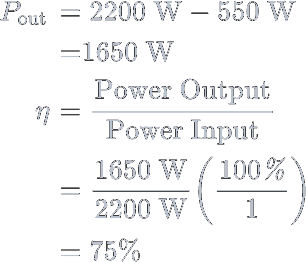 P_out = 2200 W − 550 W
=1650 W
η = Power Output / Power Input
= 1650 W / 2200 W (100% / 1)
= 75%